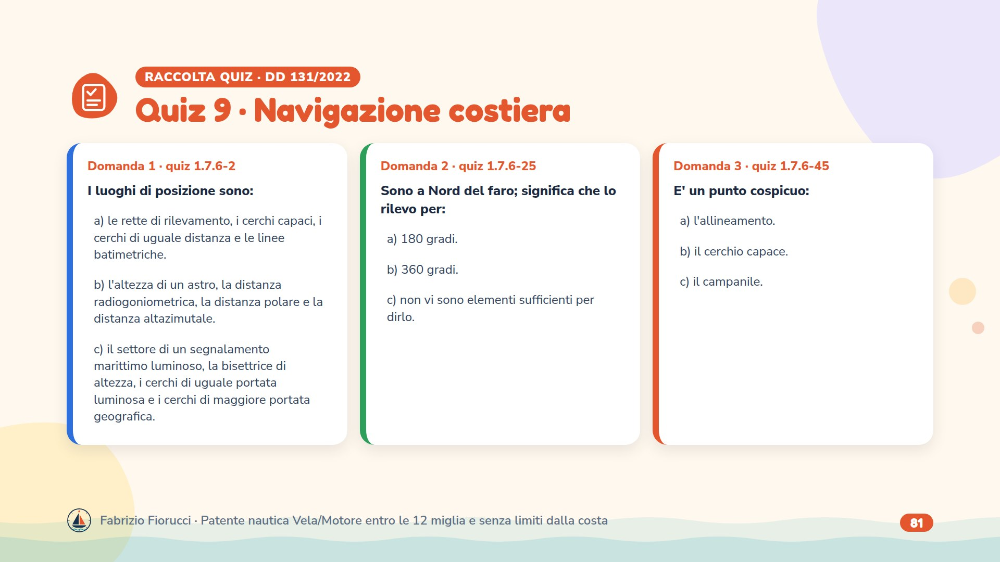 RACCOLTA QUIZ · DD 131/2022
Quiz 9 · Navigazione costiera
Domanda 1 · quiz 1.7.6-2
I luoghi di posizione sono:
a) le rette di rilevamento, i cerchi capaci, i
cerchi di uguale distanza e le linee
batimetriche.
b) l'altezza di un astro, la distanza
radiogoniometrica, la distanza polare e la
distanza altazimutale.
c) il settore di un segnalamento
marittimo luminoso, la bisettrice di
altezza, i cerchi di uguale portata
luminosa e i cerchi di maggiore portata
geografica.
Domanda 2 · quiz 1.7.6-25
Sono a Nord del faro; significa che lo
rilevo per:
a) 180 gradi.
b) 360 gradi.
c) non vi sono elementi sufficienti per
dirlo.
Domanda 3 · quiz 1.7.6-45
E' un punto cospicuo:
a) l'allineamento.
b) il cerchio capace.
c) il campanile.
Fabrizio Fiorucci · Patente nautica Vela/Motore entro le 12 miglia e senza limiti dalla costa
81